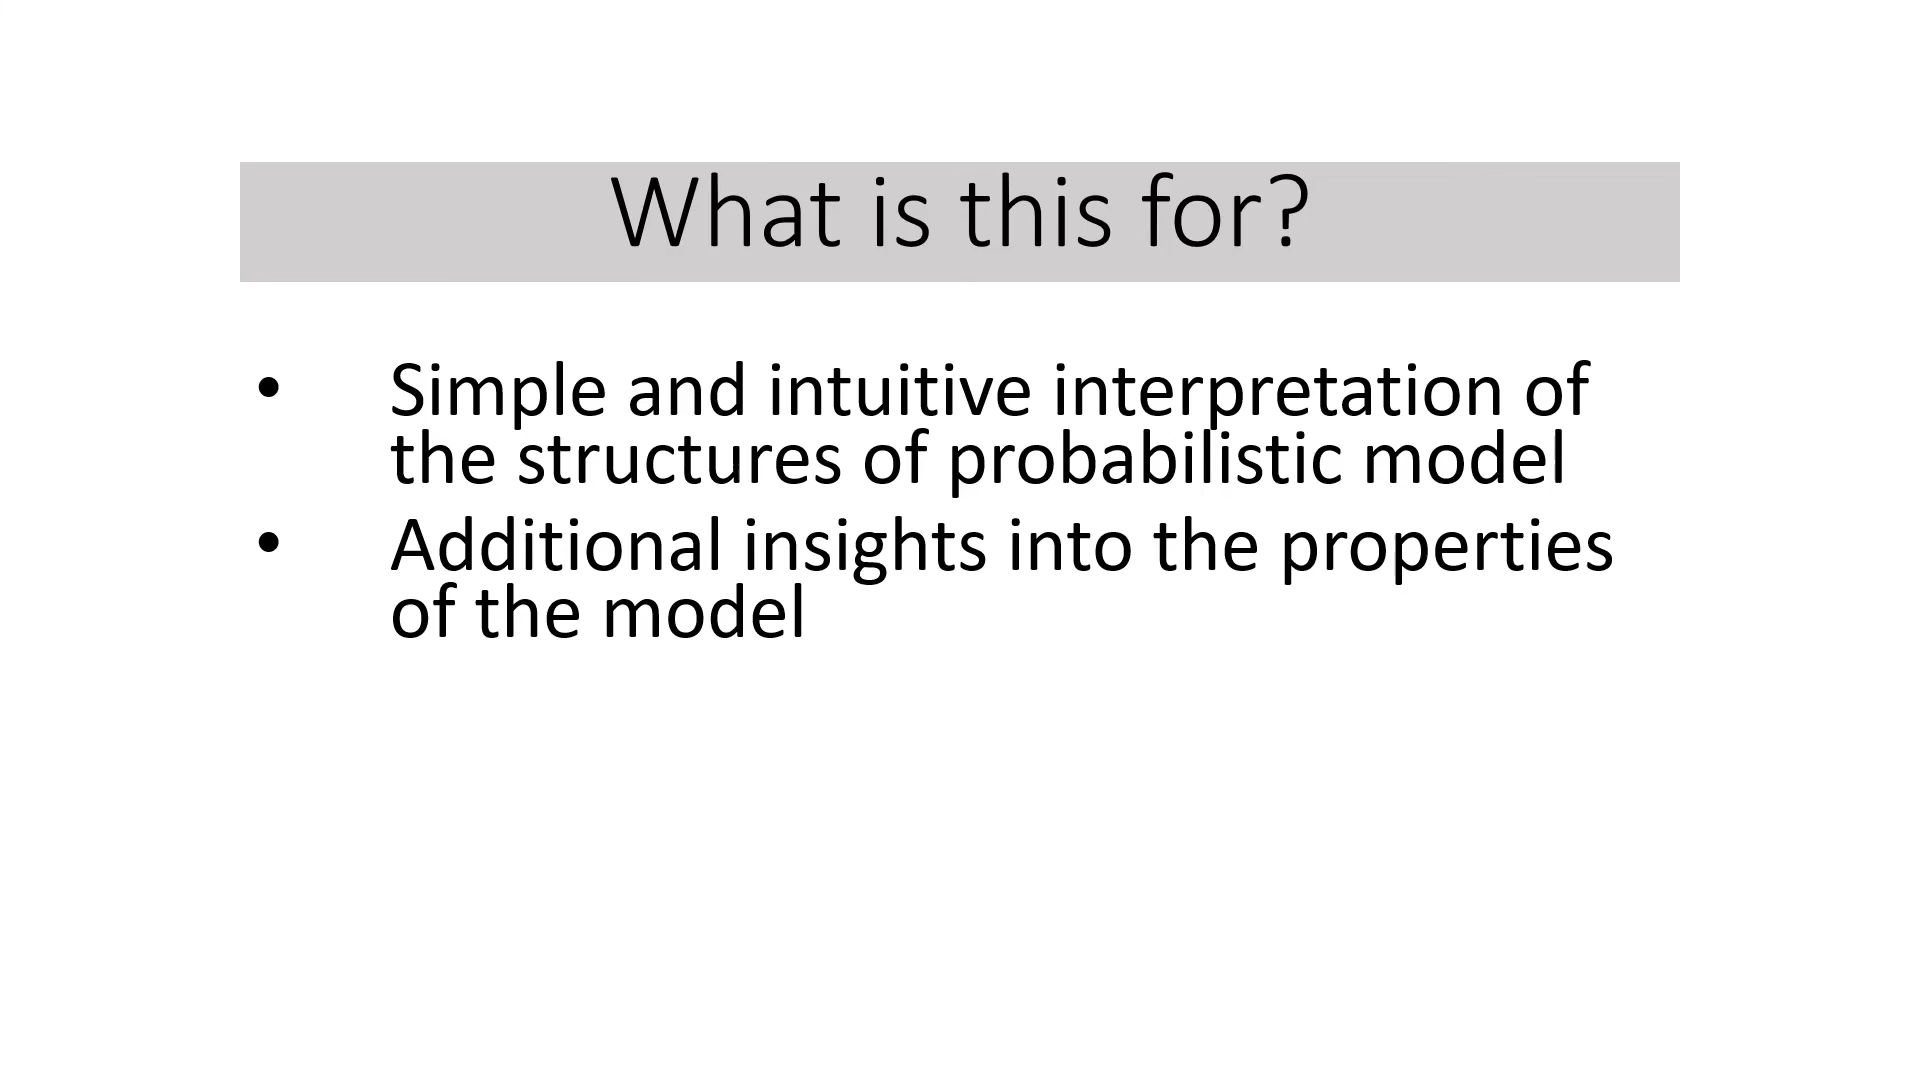 What is this for?
• Simple and intuitive interpretation of
the structures of probabilistic model
• Additional insights into the properties
of the model